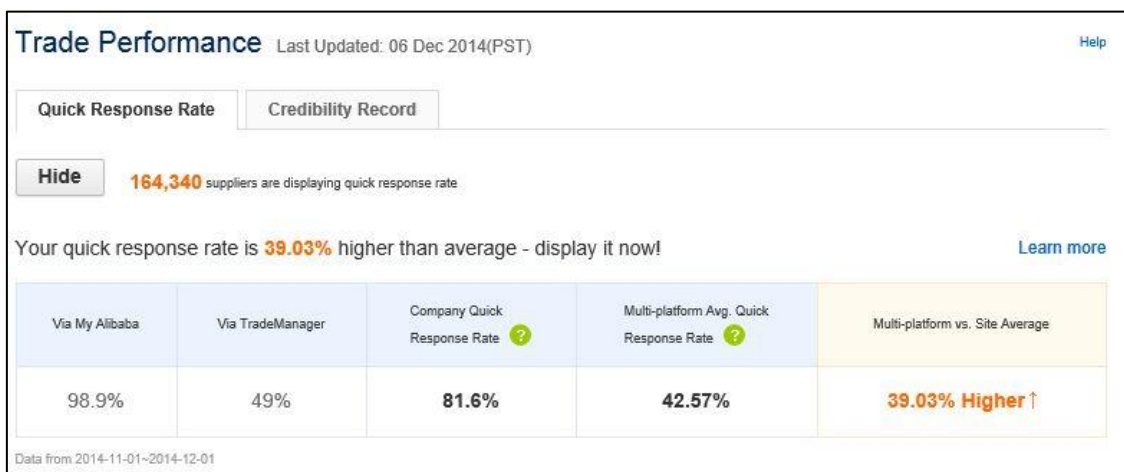 Trade Performance Last Updated: 06 Dec 2014(PST) Help
Quick Response Rate Credibility Record
Hide 164,340 suppliers are displaying quick response rate
Your quick response rate is 39.03% higher than average - display it now! Learn more
Via My Alibaba Via TradeManager Company Quick Response Rate ? Multi-platform Avg. Quick Response Rate ? Multi-platform vs. Site Average
98.9% 49% 81.6% 42.57% 39.03% Higher↑
Data from 2014-11-01~2014-12-01